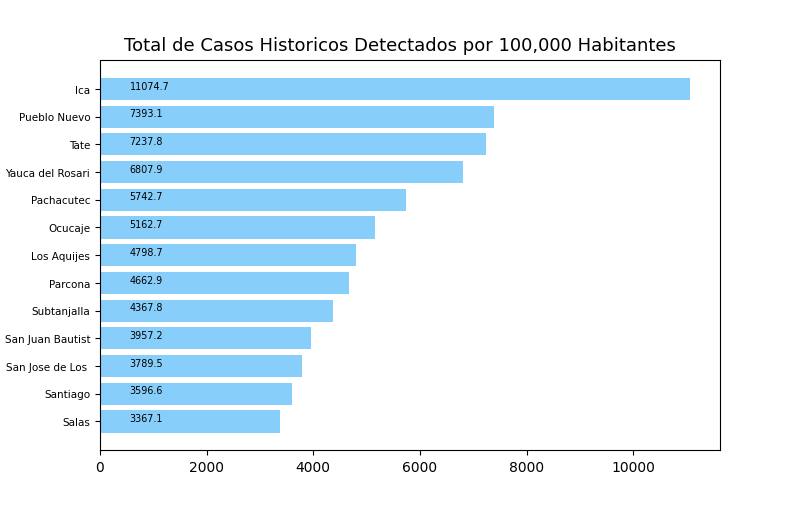 Total de Casos Historicos Detectados por 100,000 Habitantes
Ica 11074.7
Pueblo Nuevo 7393.1
Tate 7237.8
Yauca del Rosari 6807.9
Pachacutec 5742.7
Ocucaje 5162.7
Los Aquijes 4798.7
Parcona 4662.9
Subtanjalla 4367.8
San Juan Bautist 3957.2
San Jose de Los 3789.5
Santiago 3596.6
Salas 3367.1
0 2000 4000 6000 8000 10000